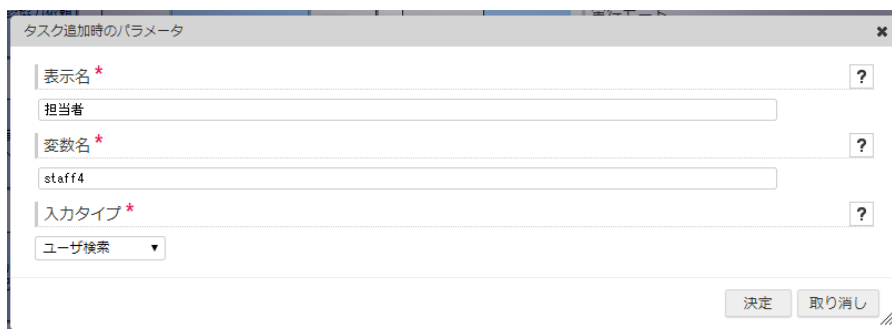 タスク追加時のパラメータ
表示名*
?
担当者
変数名*
?
staff4
入力タイプ*
?
ユーザ検索
決定 取り消し